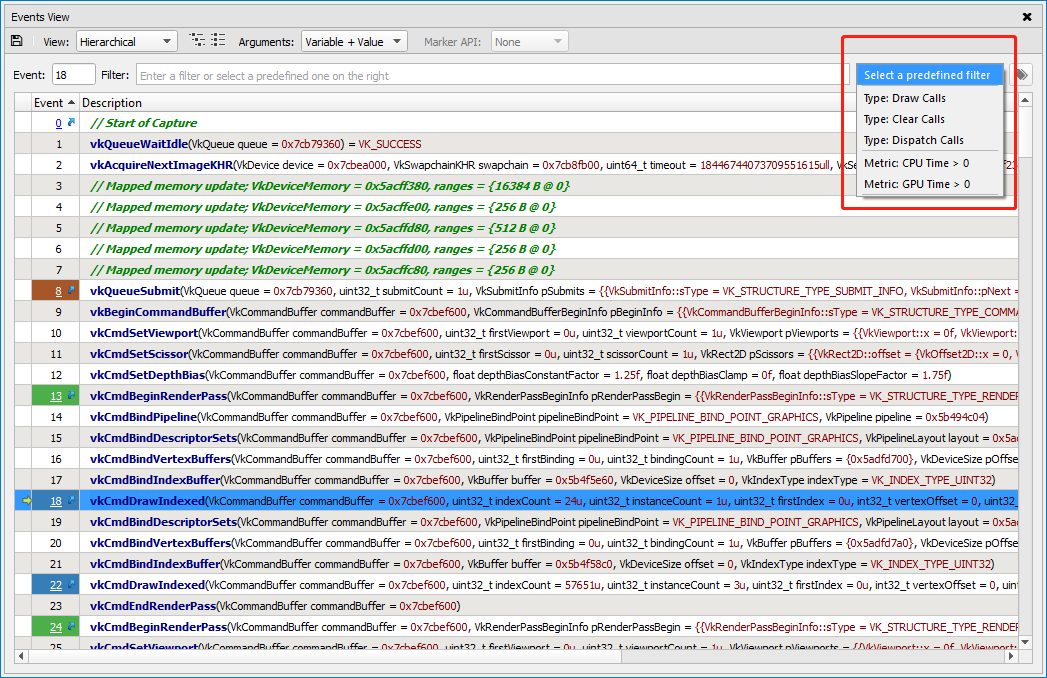 Events View
View: Hierarchical Arguments: Variable + Value Marker API: None
Event: 18 Filter: Enter a filter or select a predefined one on the right
Select a predefined filter
Type: Draw Calls
Type: Clear Calls
Type: Dispatch Calls
Metric: CPU Time > 0
Metric: GPU Time > 0
Event Description
0 // Start of Capture
1 vkQueueWaitIdle(VkQueue queue = 0x7cb79360) = VK_SUCCESS
2 vkAcquireNextImageKHR(VkDevice device = 0x7cbea000, VkSwapchainKHR swapchain = 0x7cb8fb00, uint64_t timeout = 18446744073709551615ull, VkSe
3 // Mapped memory update; VkDeviceMemory = 0x5acff380, ranges = {16384 B @ 0}
4 // Mapped memory update; VkDeviceMemory = 0x5acffe00, ranges = {256 B @ 0}
5 // Mapped memory update; VkDeviceMemory = 0x5acffd80, ranges = {512 B @ 0}
6 // Mapped memory update; VkDeviceMemory = 0x5acffd00, ranges = {256 B @ 0}
7 // Mapped memory update; VkDeviceMemory = 0x5acffc80, ranges = {256 B @ 0}
8 vkQueueSubmit(VkQueue queue = 0x7cb79360, uint32_t submitCount = 1u, VkSubmitInfo pSubmits = {{VkSubmitInfo::sType = VK_STRUCTURE_TYPE_SUBMIT_INFO, VkSubmitInfo::pNext =
9 vkBeginCommandBuffer(VkCommandBuffer commandBuffer = 0x7cbef600, VkCommandBufferBeginInfo pBeginInfo = {{VkCommandBufferBeginInfo::sType = VK_STRUCTURE_TYPE_COMMA
10 vkCmdSetViewport(VkCommandBuffer commandBuffer = 0x7cbef600, uint32_t firstViewport = 0u, uint32_t viewportCount = 1u, VkViewport pViewports = {{VkViewport::x = 0f, VkViewport:
11 vkCmdSetScissor(VkCommandBuffer commandBuffer = 0x7cbef600, uint32_t firstScissor = 0u, uint32_t scissorCount = 1u, VkRect2D pScissors = {{VkRect2D::offset = {VkOffset2D::x = 0, V
12 vkCmdSetDepthBias(VkCommandBuffer commandBuffer = 0x7cbef600, float depthBiasConstantFactor = 1.25f, float depthBiasClamp = 0f, float depthBiasSlopeFactor = 1.75f)
13 vkCmdBeginRenderPass(VkCommandBuffer commandBuffer = 0x7cbef600, VkRenderPassBeginInfo pRenderPassBegin = {{VkRenderPassBeginInfo::sType = VK_STRUCTURE_TYPE_RENDER
14 vkCmdBindPipeline(VkCommandBuffer commandBuffer = 0x7cbef600, VkPipelineBindPoint pipelineBindPoint = VK_PIPELINE_BIND_POINT_GRAPHICS, VkPipeline pipeline = 0x5b494c04)
15 vkCmdBindDescriptorSets(VkCommandBuffer commandBuffer = 0x7cbef600, VkPipelineBindPoint pipelineBindPoint = VK_PIPELINE_BIND_POINT_GRAPHICS, VkPipelineLayout layout = 0x5ad
16 vkCmdBindVertexBuffers(VkCommandBuffer commandBuffer = 0x7cbef600, uint32_t firstBinding = 0u, uint32_t bindingCount = 1u, VkBuffer pBuffers = {0x5adfd700}, VkDeviceSize pOffse
17 vkCmdBindIndexBuffer(VkCommandBuffer commandBuffer = 0x7cbef600, VkBuffer buffer = 0x5b4f5e60, VkDeviceSize offset = 0, VkIndexType indexType = VK_INDEX_TYPE_UINT32)
18 vkCmdDrawIndexed(VkCommandBuffer commandBuffer = 0x7cbef600, uint32_t indexCount = 24u, uint32_t instanceCount = 1u, uint32_t firstIndex = 0u, int32_t vertexOffset = 0, uint32_
19 vkCmdBindDescriptorSets(VkCommandBuffer commandBuffer = 0x7cbef600, VkPipelineBindPoint pipelineBindPoint = VK_PIPELINE_BIND_POINT_GRAPHICS, VkPipelineLayout layout = 0x5ad
20 vkCmdBindVertexBuffers(VkCommandBuffer commandBuffer = 0x7cbef600, uint32_t firstBinding = 0u, uint32_t bindingCount = 1u, VkBuffer pBuffers = {0x5adfd7a0}, VkDeviceSize pOffse
21 vkCmdBindIndexBuffer(VkCommandBuffer commandBuffer = 0x7cbef600, VkBuffer buffer = 0x5b4f58c0, VkDeviceSize offset = 0, VkIndexType indexType = VK_INDEX_TYPE_UINT32)
22 vkCmdDrawIndexed(VkCommandBuffer commandBuffer = 0x7cbef600, uint32_t indexCount = 57651u, uint32_t instanceCount = 3u, uint32_t firstIndex = 0u, int32_t vertexOffset = 0, uint
23 vkCmdEndRenderPass(VkCommandBuffer commandBuffer = 0x7cbef600)
24 vkCmdBeginRenderPass(VkCommandBuffer commandBuffer = 0x7cbef600, VkRenderPassBeginInfo pRenderPassBegin = {{VkRenderPassBeginInfo::sType = VK_STRUCTURE_TYPE_RENDER
25 vkCmdSetViewport(VkCommandBuffer commandBuffer = 0x7cbef600, uint32_t firstViewport = 0u, uint32_t viewportCount = 1u, VkViewport pViewports = {{VkViewport::x = 0f, VkViewport: